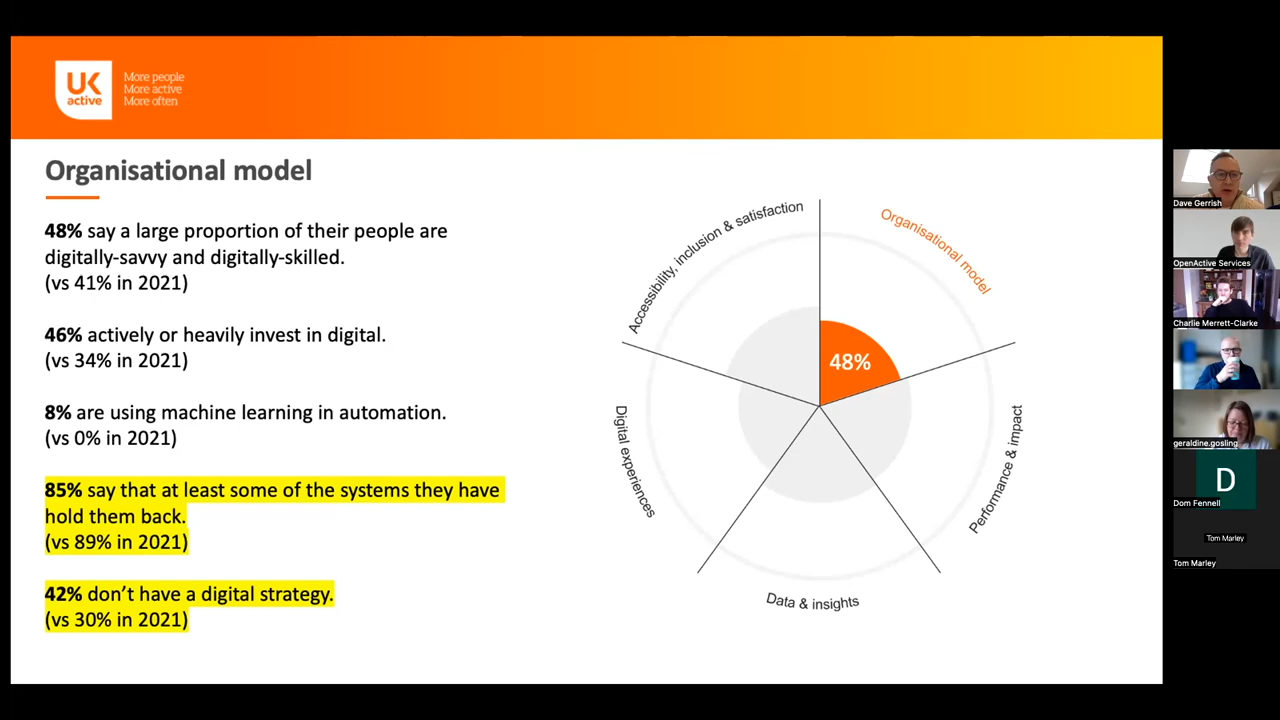 UK
active
More people
More active
More often
Organisational model
48% say a large proportion of their people are
digitally-savvy and digitally-skilled.
(vs 41% in 2021)
46% actively or heavily invest in digital.
(vs 34% in 2021)
8% are using machine learning in automation.
(vs 0% in 2021)
85% say that at least some of the systems they have
hold them back.
(vs 89% in 2021)
42% don’t have a digital strategy.
(vs 30% in 2021)
Accessibility, inclusion & satisfaction
Organisational model
48%
Digital experiences
Performance & impact
Data & insights
Dave Gerrish
OpenActive Services
Charlie Merrett-Clarke
geraldine.gosling
D
Dom Fennell
Tom Marley
Tom Marley